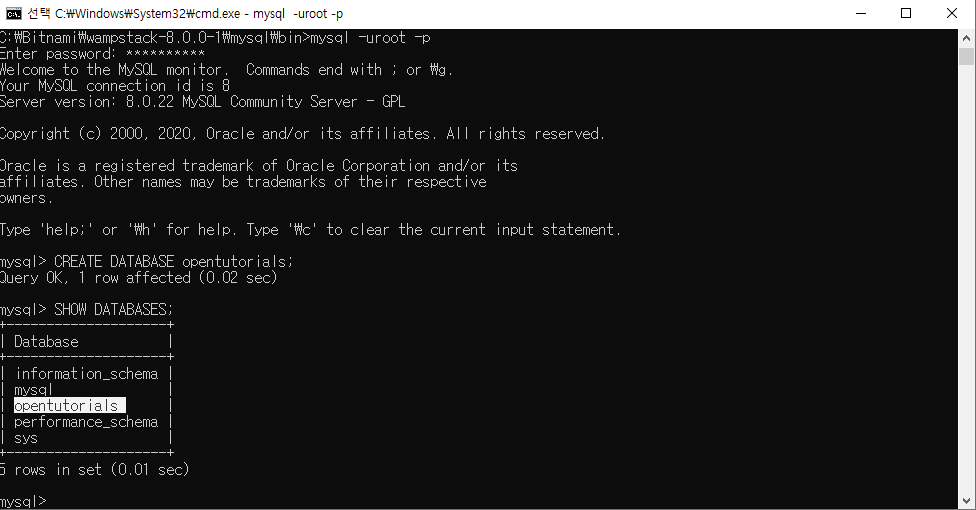 선택 C:₩Windows₩System32₩cmd.exe - mysql  -uroot -p
C:₩Bitnami₩wampstack-8.0.0-1₩mysql₩bin>mysql -uroot -p
Enter password: **********
Welcome to the MySQL monitor.  Commands end with ; or ₩g.
Your MySQL connection id is 8
Server version: 8.0.22 MySQL Community Server - GPL
Copyright (c) 2000, 2020, Oracle and/or its affiliates. All rights reserved.
Oracle is a registered trademark of Oracle Corporation and/or its
affiliates. Other names may be trademarks of their respective
owners.
Type 'help;' or '₩h' for help. Type '₩c' to clear the current input statement.
mysql> CREATE DATABASE opentutorials;
Query OK, 1 row affected (0.02 sec)
mysql> SHOW DATABASES;
+--------------------+
| Database           |
+--------------------+
| information_schema |
| mysql              |
| opentutorials      |
| performance_schema |
| sys                |
+--------------------+
5 rows in set (0.01 sec)
mysql>